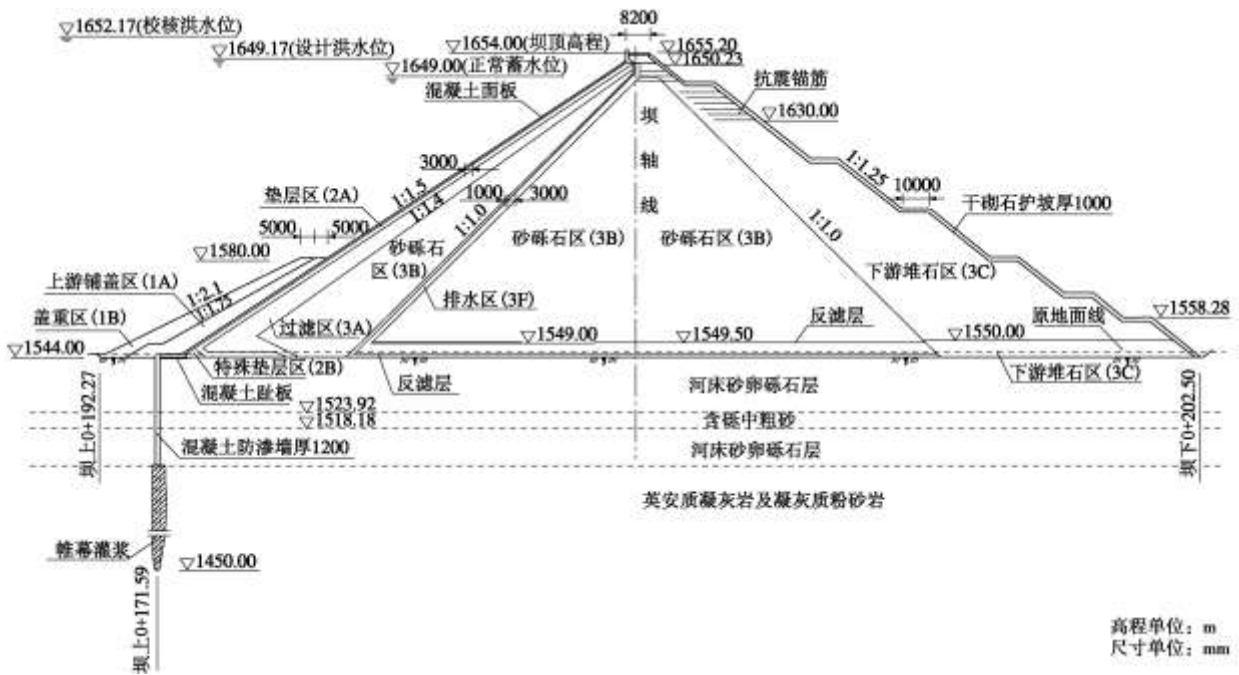 8200
▽1652.17(校核洪水位)
▽1649.17(设计洪水位)
▽1654.00(坝顶高程)
▽1655.20
▽1650.23
▽1649.00(正常蓄水位)
混凝土面板
抗震锚筋
▽1630.00
坝轴线
3000
1:1.5
1:1.4
1:1.25
10000
垫层区(2A)
1000
3000
1:1.0
1:1.0
干砌石护坡厚1000
5000
5000
▽1580.00
砂砾石区(3B)
砂砾石区(3B)
砂砾石区(3B)
下游堆石区(3C)
上游铺盖区(1A)
1:2.1
1:1.75
排水区(3F)
盖重区(1B)
过滤区(3A)
▽1549.00
▽1549.50
反滤层
▽1550.00
原地面线
▽1558.28
▽1544.00
特殊垫层区(2B)
反滤层
河床砂卵砾石层
下游堆石区(3C)
混凝土趾板
▽1523.92
▽1518.18
含砾中粗砂
坝上0+192.27
混凝土防渗墙厚1200
河床砂卵砾石层
坝下0+202.50
英安质凝灰岩及凝灰质粉砂岩
帷幕灌浆
▽1450.00
坝上0+171.59
高程单位：m
尺寸单位：mm